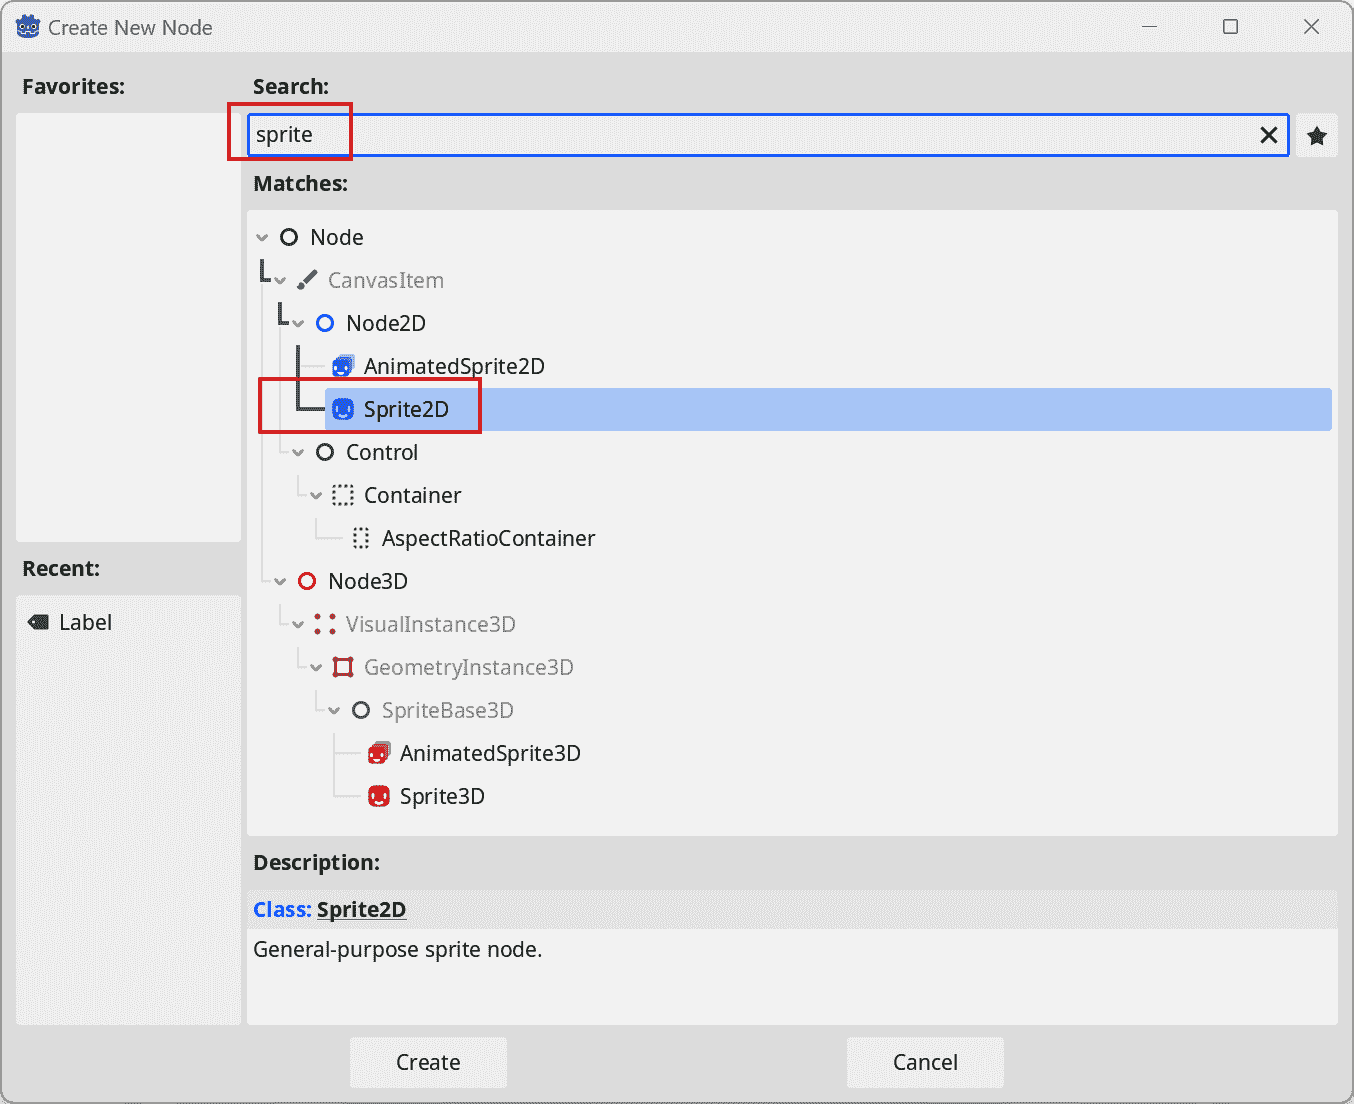 Create New Node
Favorites:
Search:
sprite
Matches:
Node
CanvasItem
Node2D
AnimatedSprite2D
Sprite2D
Control
Container
AspectRatioContainer
Node3D
VisualInstance3D
GeometryInstance3D
SpriteBase3D
AnimatedSprite3D
Sprite3D
Recent:
Label
Description:
Class: Sprite2D
General-purpose sprite node.
Create
Cancel